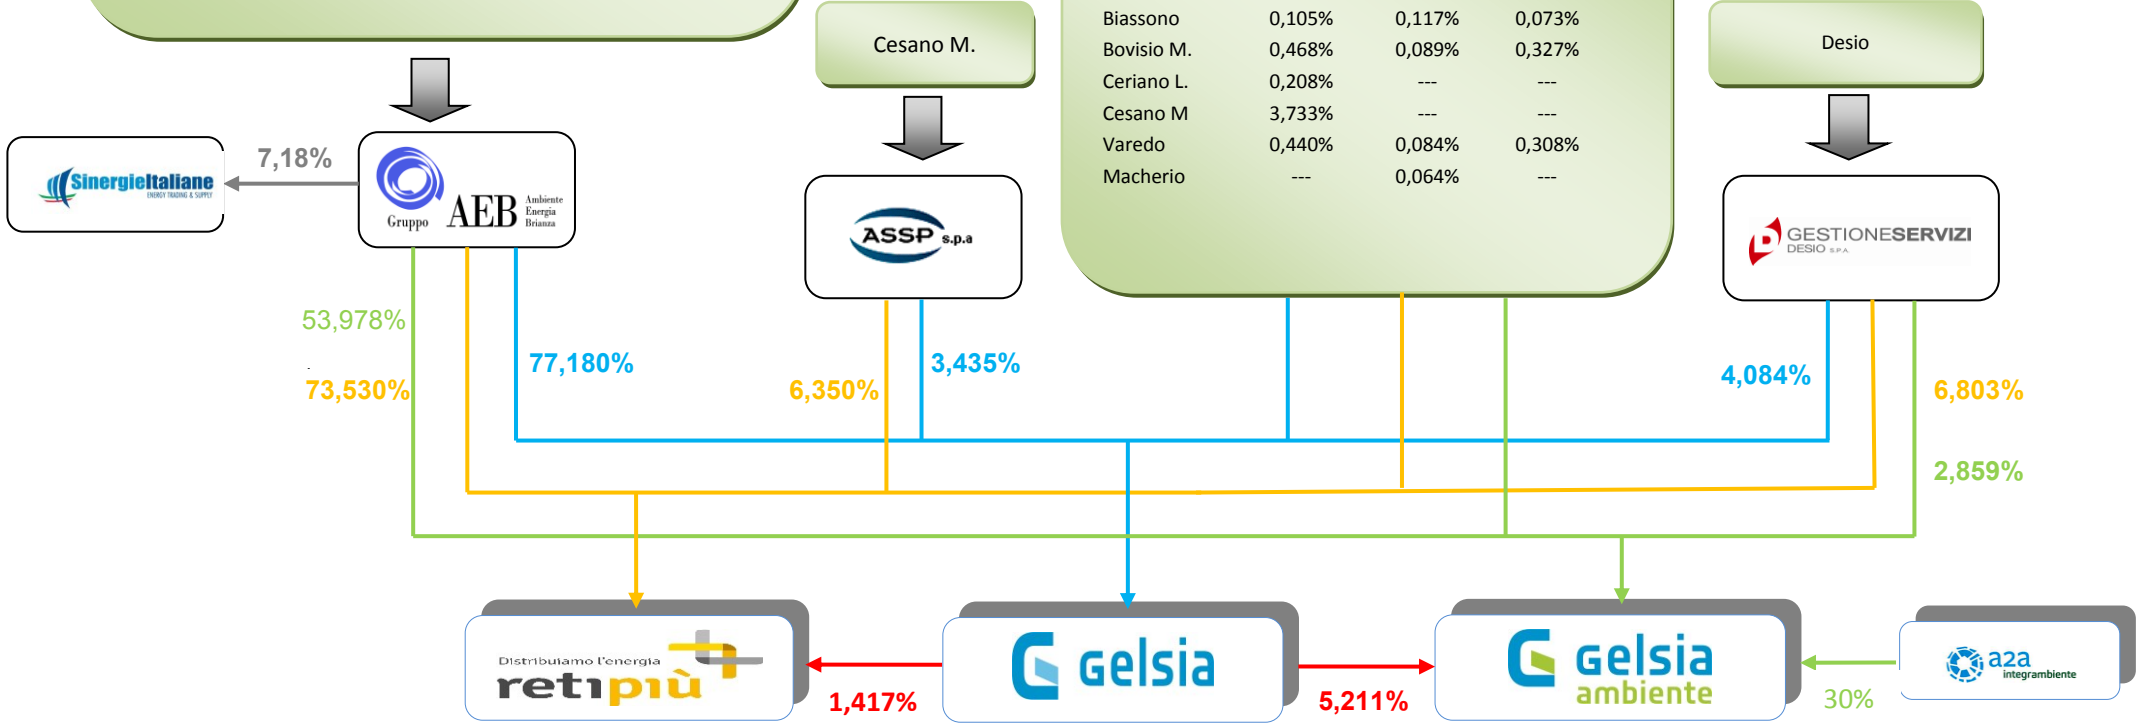 Biassono 0,105% 0,117% 0,073%
Bovisio M. 0,468% 0,089% 0,327%
Ceriano L. 0,208% --- ---
Cesano M 3,733% --- ---
Varedo 0,440% 0,084% 0,308%
Macherio --- 0,064% ---
Cesano M.
Desio
SinergieItaliane
ENERGY TRADING & SUPPLY
7,18%
Gruppo AEB
Ambiente
Energia
Brianza
ASSP s.p.a
GESTIONESERVIZI
DESIO S.P.A.
53,978%
73,530%
77,180%
6,350%
3,435%
4,084%
6,803%
2,859%
Distribuiamo l'energia
retipiù
1,417%
Gelsia
5,211%
Gelsia
ambiente
30%
a2a
integrambiente